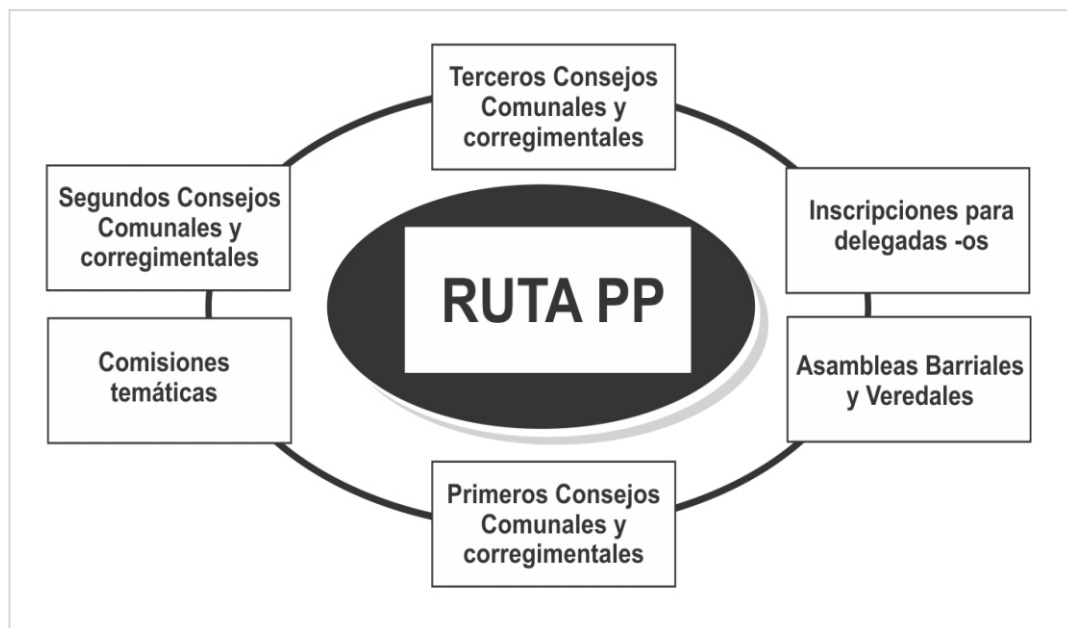 Terceros Consejos
Comunales y
corregimentales
Segundos Consejos
Comunales y
corregimentales
Inscripciones para
delegadas -os
RUTA PP
Comisiones
temáticas
Asambleas Barriales
y Veredales
Primeros Consejos
Comunales y
corregimentales